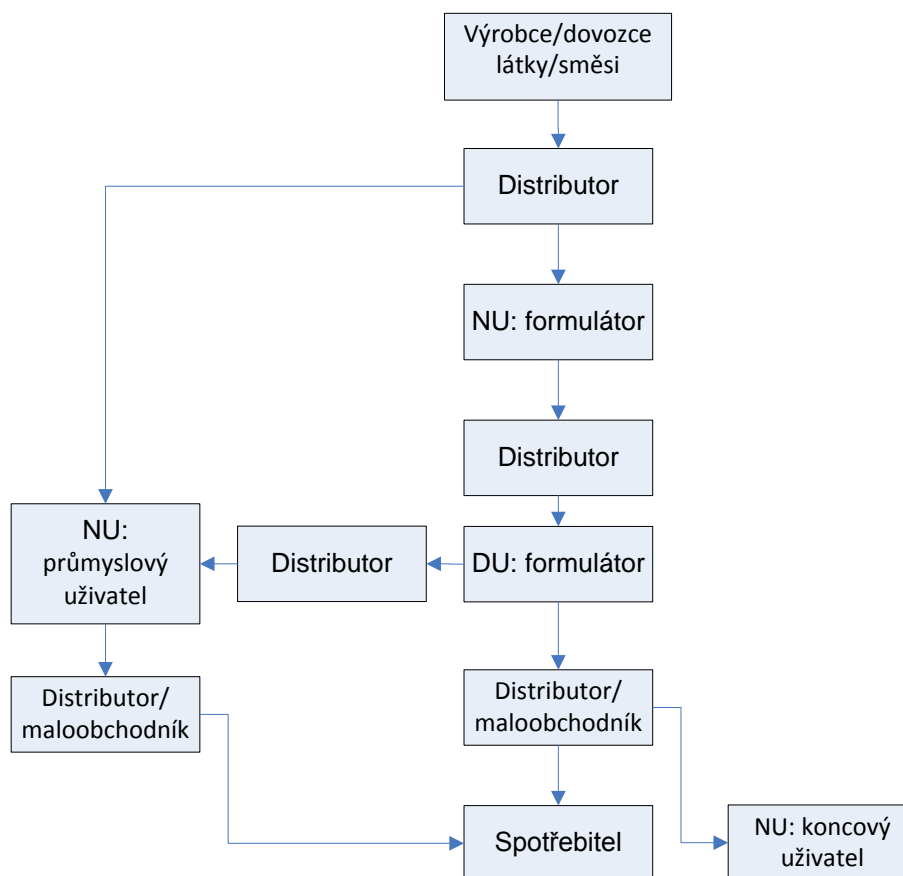 Výrobce/dovozce
látky/směsi
Distributor
NU: formulátor
Distributor
NU:
průmyslový
uživatel
Distributor
DU: formulátor
Distributor/
maloobchodník
Distributor/
maloobchodník
Spotřebitel
NU: koncový
uživatel